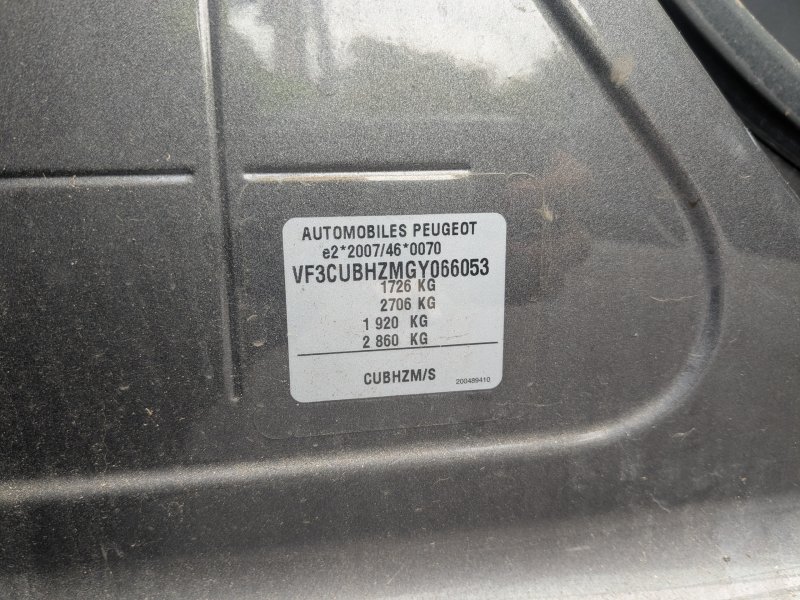 AUTOMOBILES PEUGEOT
e2*2007/46*0070
VF3CUBHZMGY066053
1726 KG
2706 KG
1 920 KG
2 860 KG
CUBHZM/S
200489410